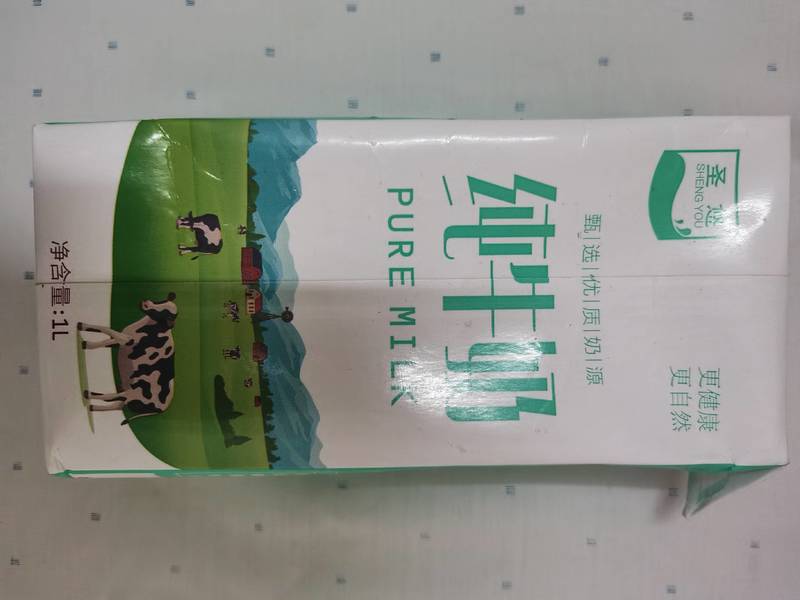 圣
SHENG YOU
更健康
更自然
甄|选|优|质|奶|源
纯牛奶
PURE MILK
净含量:1L